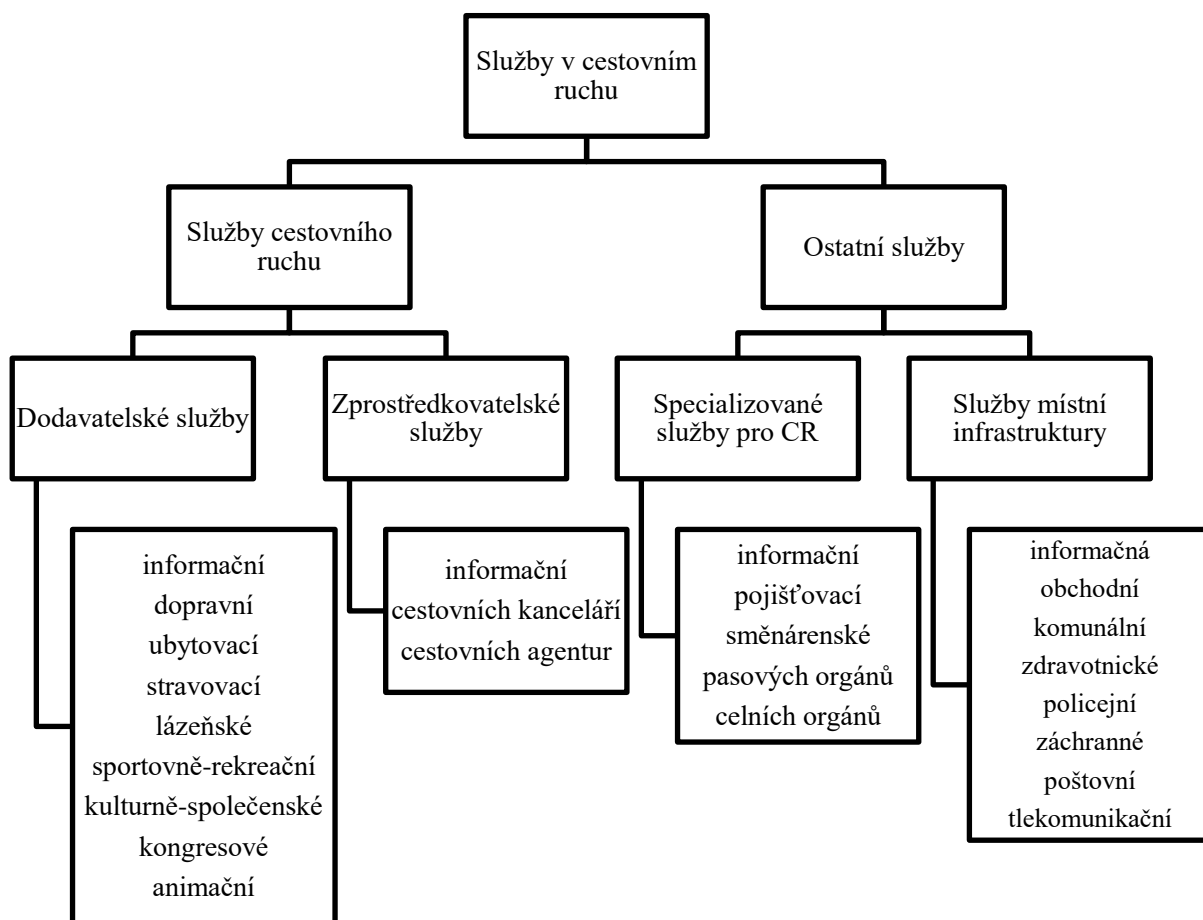 Služby v cestovním
ruchu
Služby cestovního
ruchu
Ostatní služby
Dodavatelské služby
Zprostředkovatelské
služby
Specializované
služby pro CR
Služby místní
infrastruktury
informační
dopravní
ubytovací
stravovací
lázeňské
sportovně-rekreační
kulturně-společenské
kongresové
animační
informační
cestovních kanceláří
cestovních agentur
informační
pojišťovací
směnárenské
pasových orgánů
celních orgánů
informačná
obchodní
komunální
zdravotnické
policejní
záchranné
poštovní
tlekomunikační